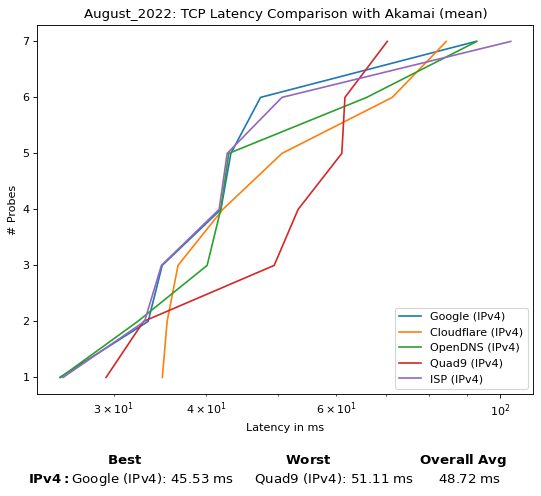 August_2022: TCP Latency Comparison with Akamai (mean)
7
6
5
4
3
2
1
# Probes
Google (IPv4)
Cloudflare (IPv4)
OpenDNS (IPv4)
Quad9 (IPv4)
ISP (IPv4)
3 × 10¹ 4 × 10¹ 6 × 10¹ 10²
Latency in ms
Best Worst Overall Avg
IPv4: Google (IPv4): 45.53 ms Quad9 (IPv4): 51.11 ms 48.72 ms